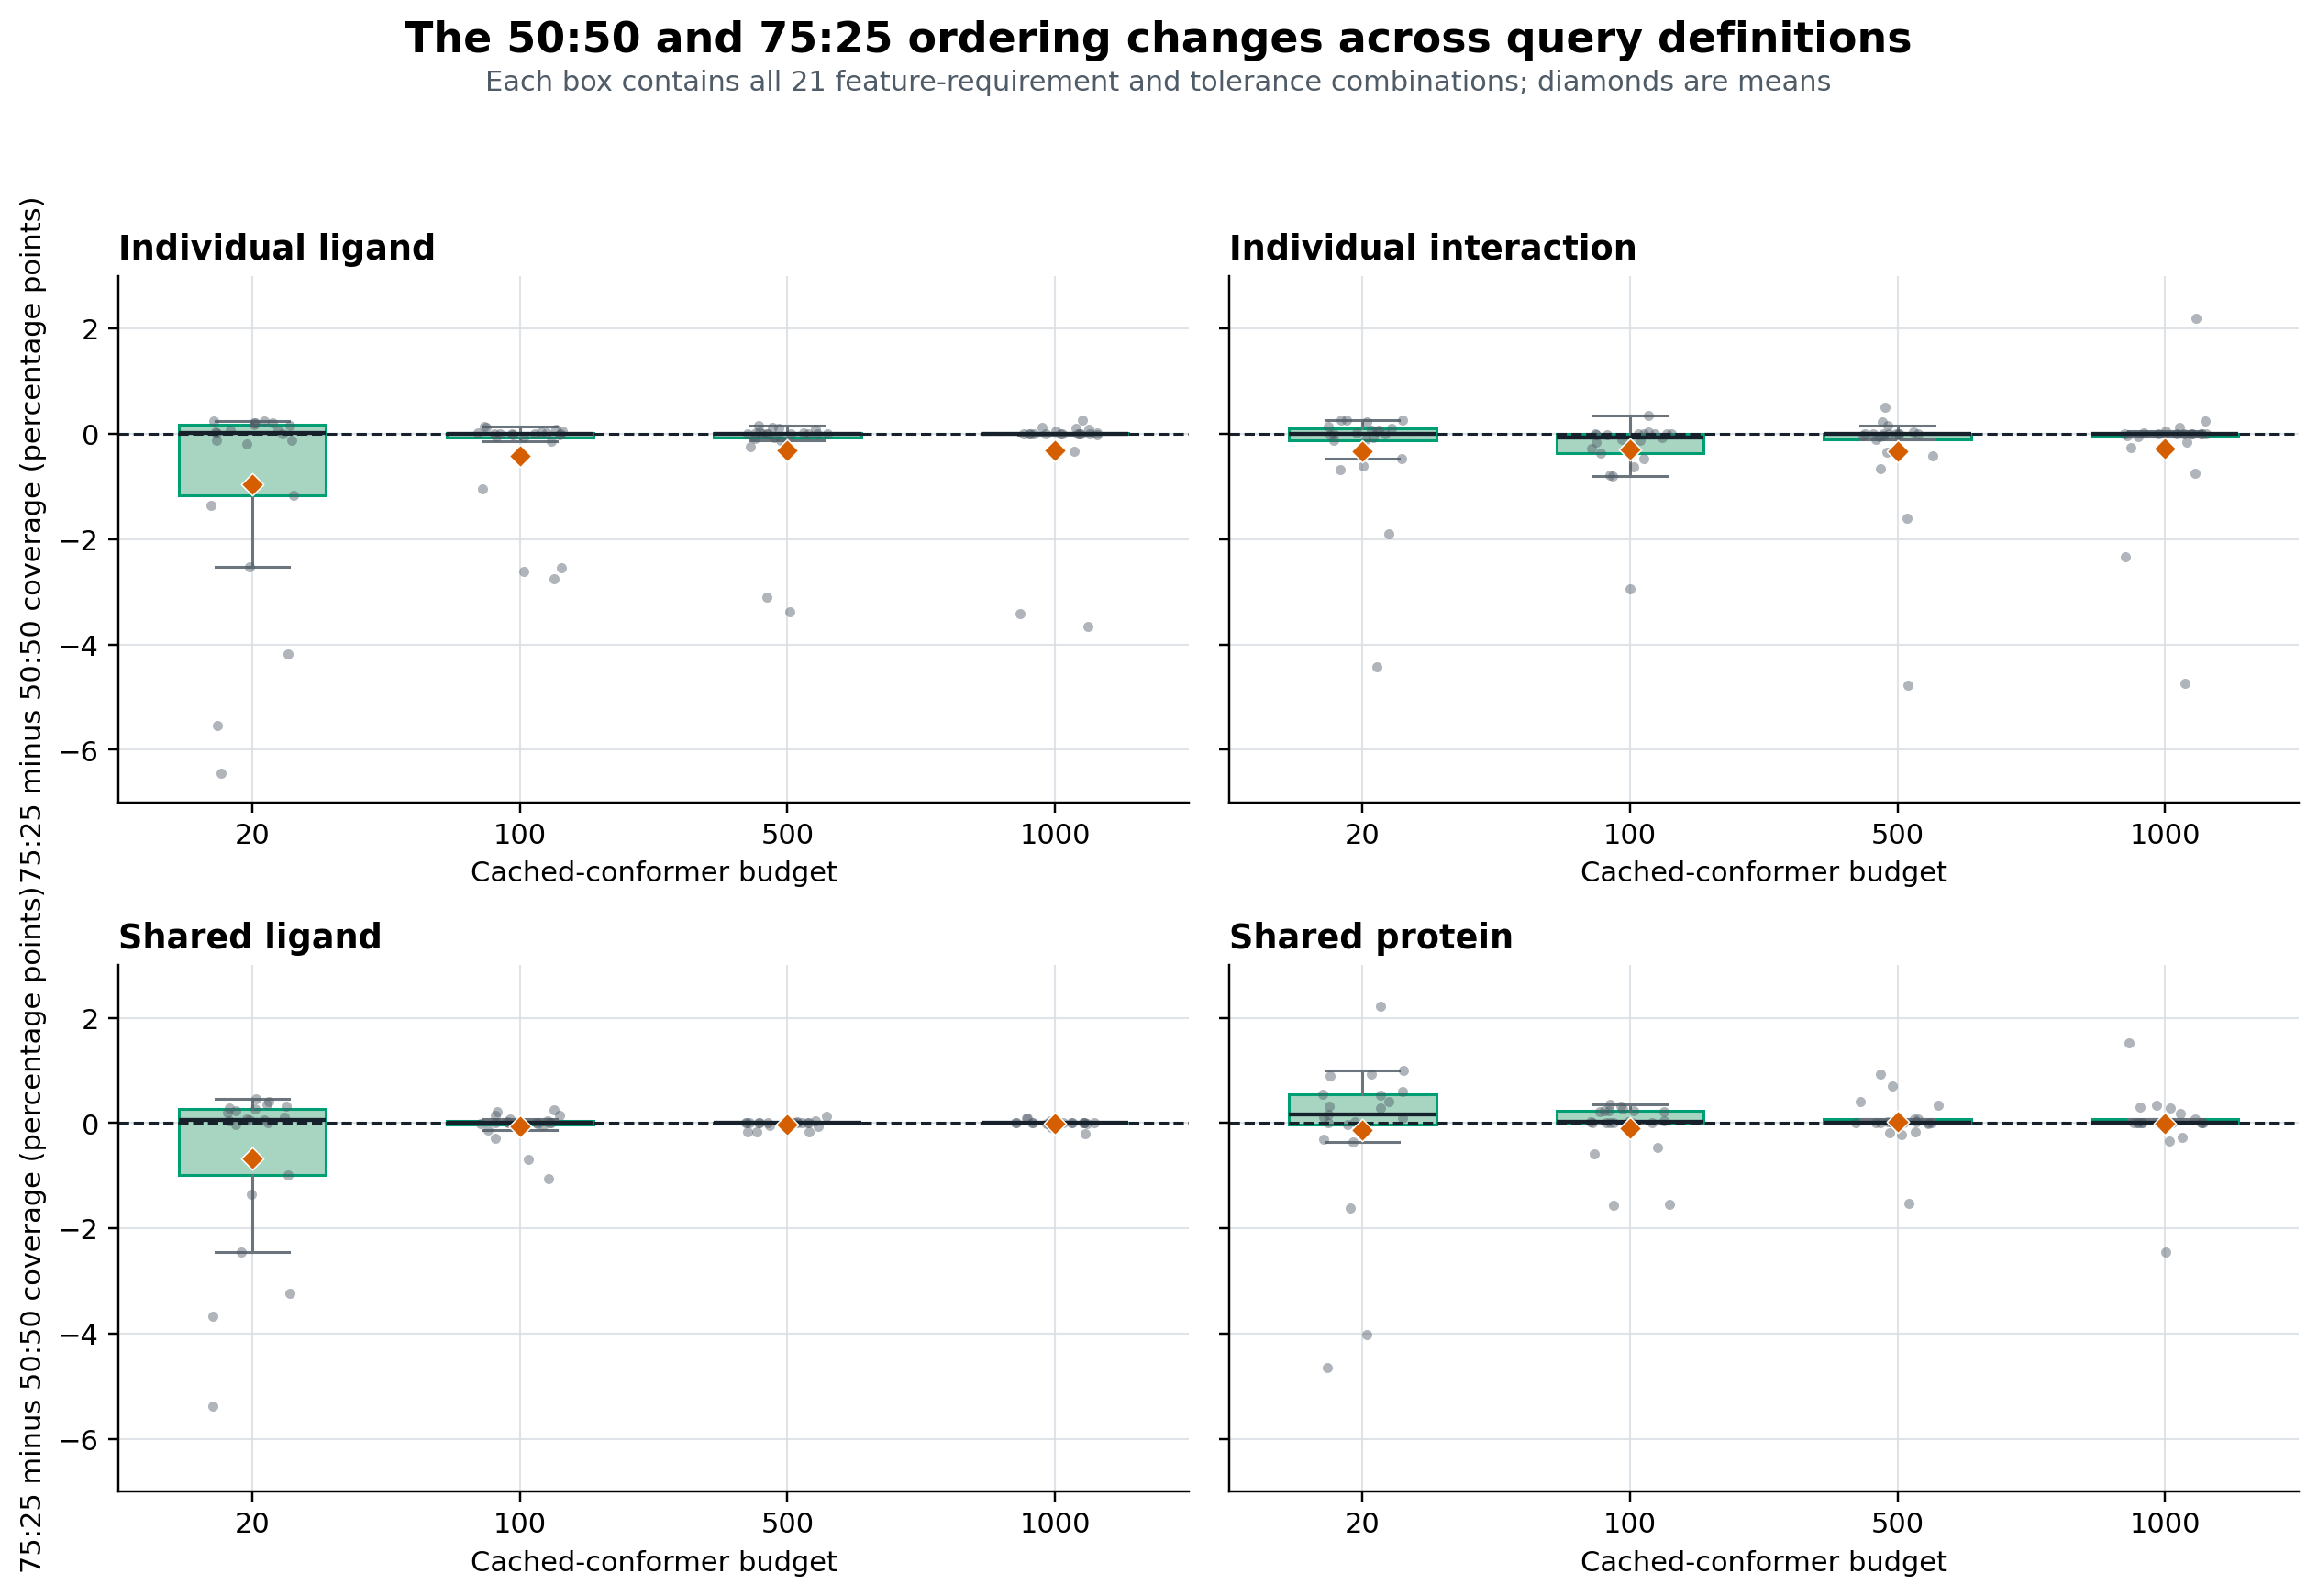 The 50:50 and 75:25 ordering changes across query definitions
Each box contains all 21 feature-requirement and tolerance combinations; diamonds are means
Individual ligand
75:25 minus 50:50 coverage (percentage points)
2
0
−2
−4
−6
20 100 500 1000
Cached-conformer budget
Individual interaction
20 100 500 1000
Cached-conformer budget
Shared ligand
75:25 minus 50:50 coverage (percentage points)
2
0
−2
−4
−6
20 100 500 1000
Cached-conformer budget
Shared protein
20 100 500 1000
Cached-conformer budget